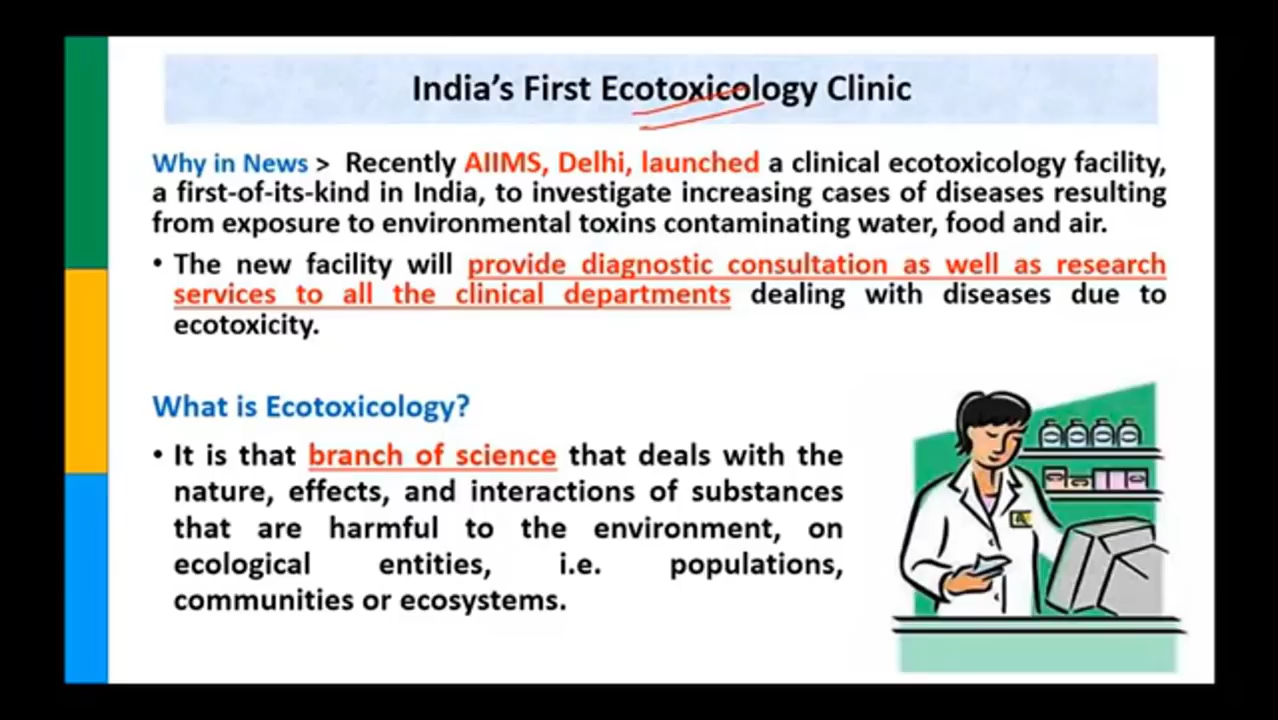 India's First Ecotoxicology Clinic
Why in News > Recently AIIMS, Delhi, launched a clinical ecotoxicology facility,
a first-of-its-kind in India, to investigate increasing cases of diseases resulting
from exposure to environmental toxins contaminating water, food and air.
• The new facility will provide diagnostic consultation as well as research
services to all the clinical departments dealing with diseases due to
ecotoxicity.
What is Ecotoxicology?
• It is that branch of science that deals with the
nature, effects, and interactions of substances
that are harmful to the environment, on
ecological entities, i.e. populations,
communities or ecosystems.